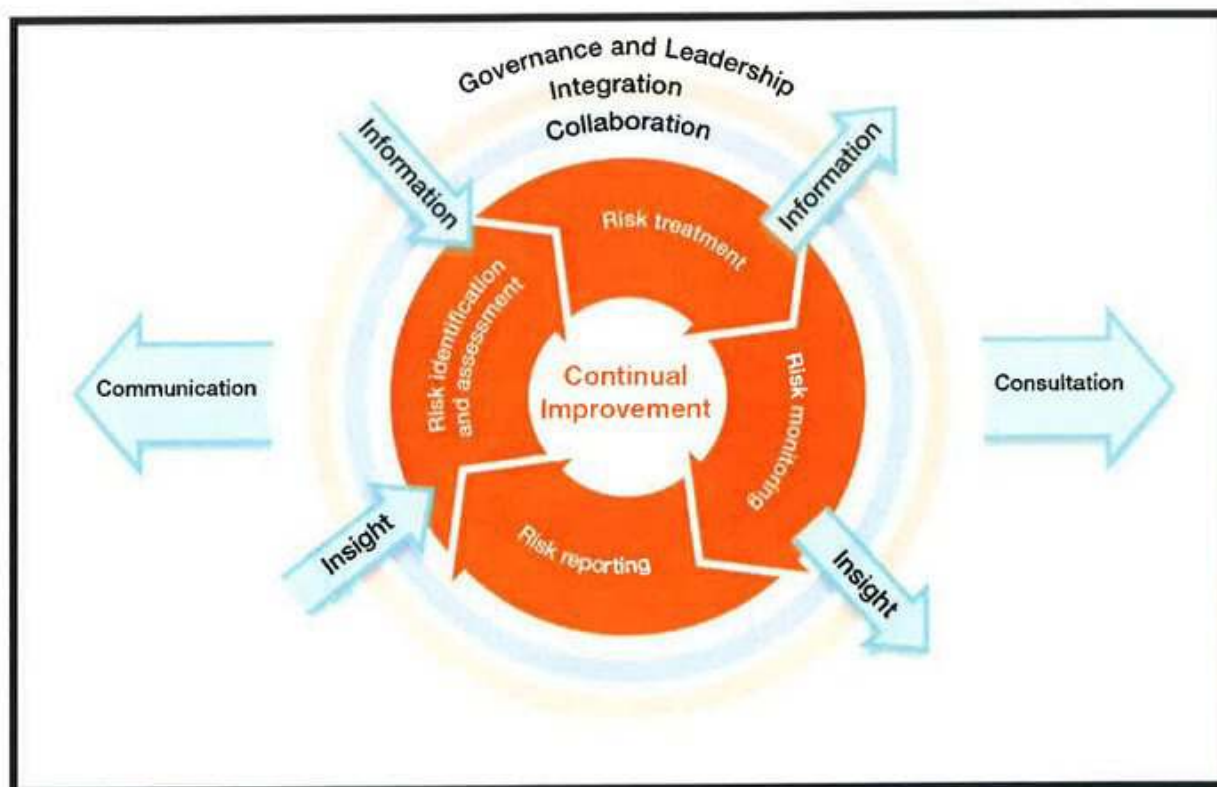 Governance and Leadership
Integration
Collaboration
Information
Information
Risk treatment
Risk identification
and assessment
Continual
Improvement
Risk monitoring
Communication
Consultation
Risk reporting
Insight
Insight